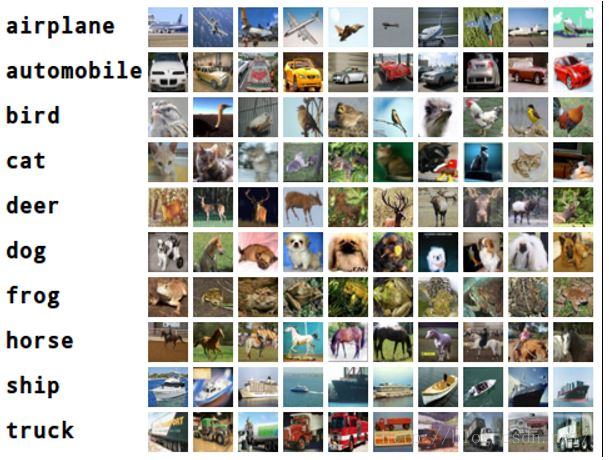 airplane
automobile
bird
cat
deer
dog
frog
horse
ship
truck